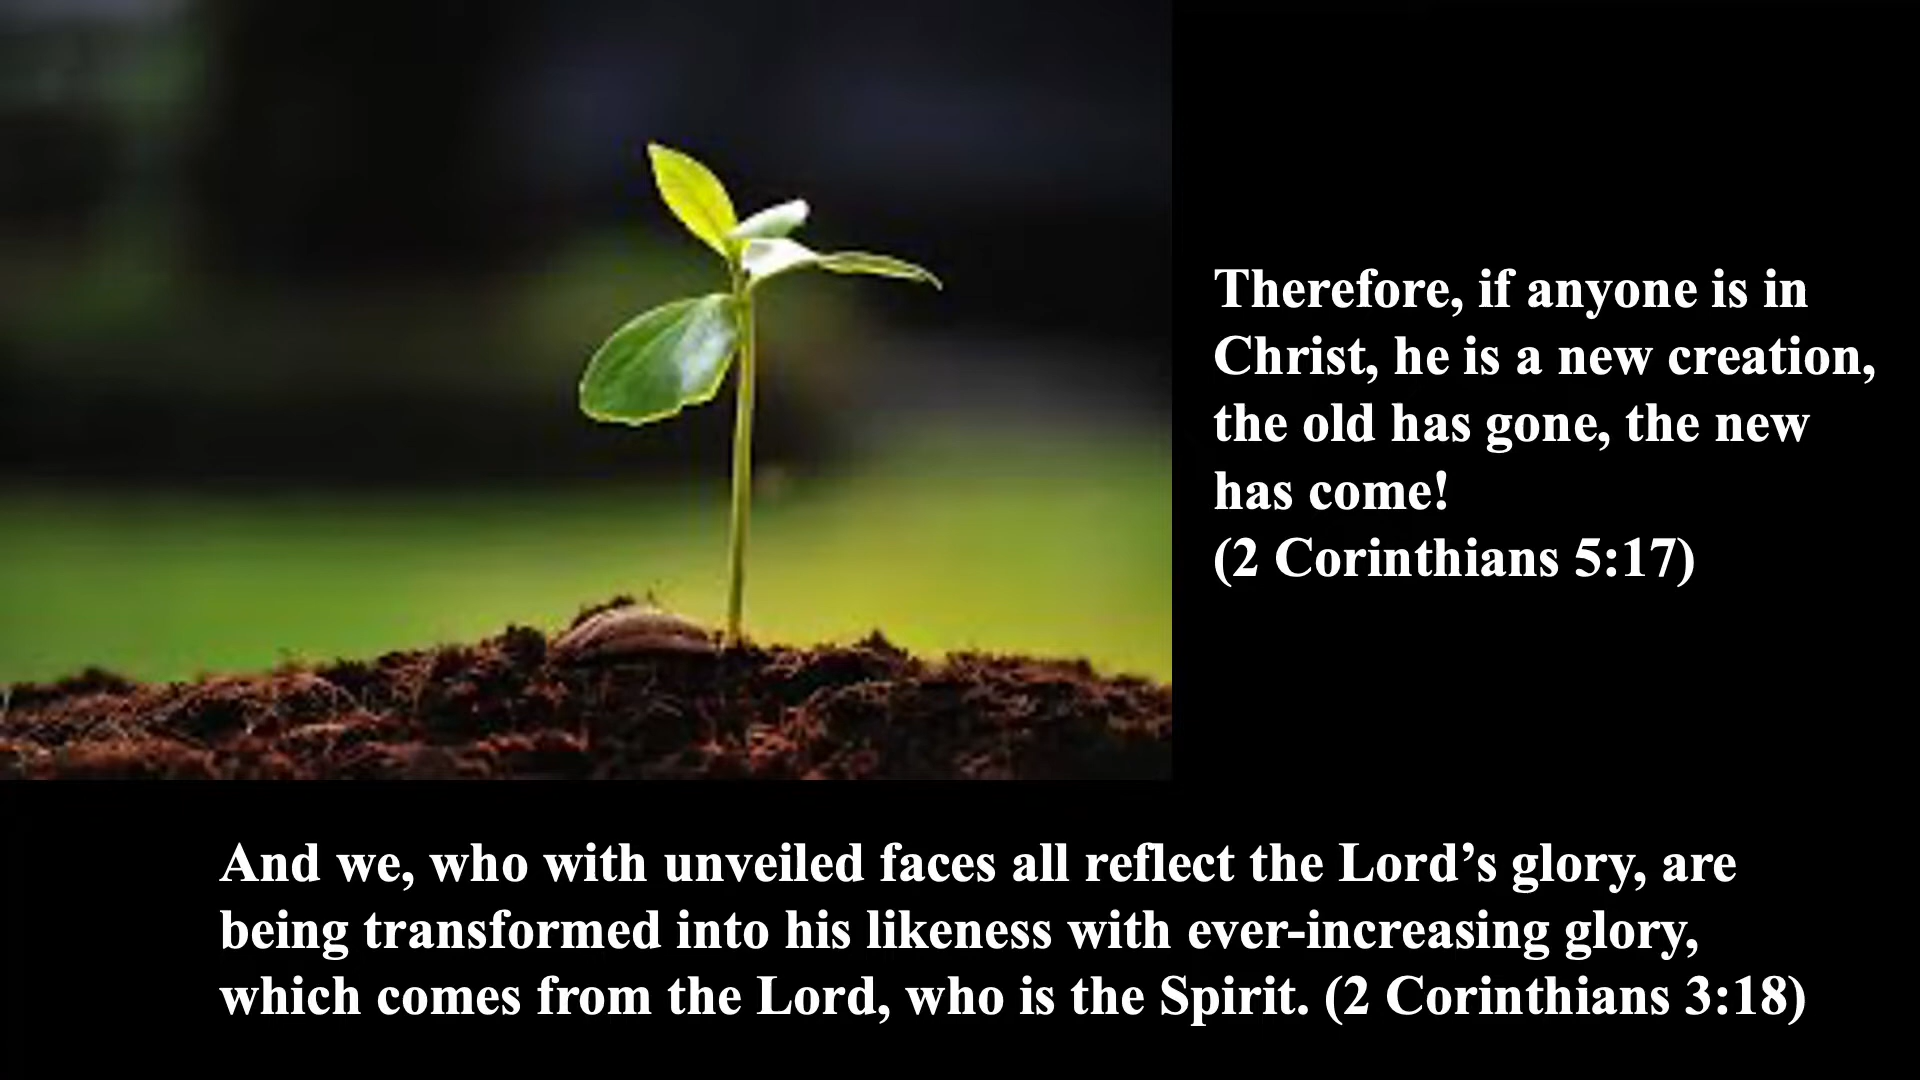 Therefore, if anyone is in
Christ, he is a new creation,
the old has gone, the new
has come!
(2 Corinthians 5:17)
And we, who with unveiled faces all reflect the Lord’s glory, are
being transformed into his likeness with ever-increasing glory,
which comes from the Lord, who is the Spirit. (2 Corinthians 3:18)